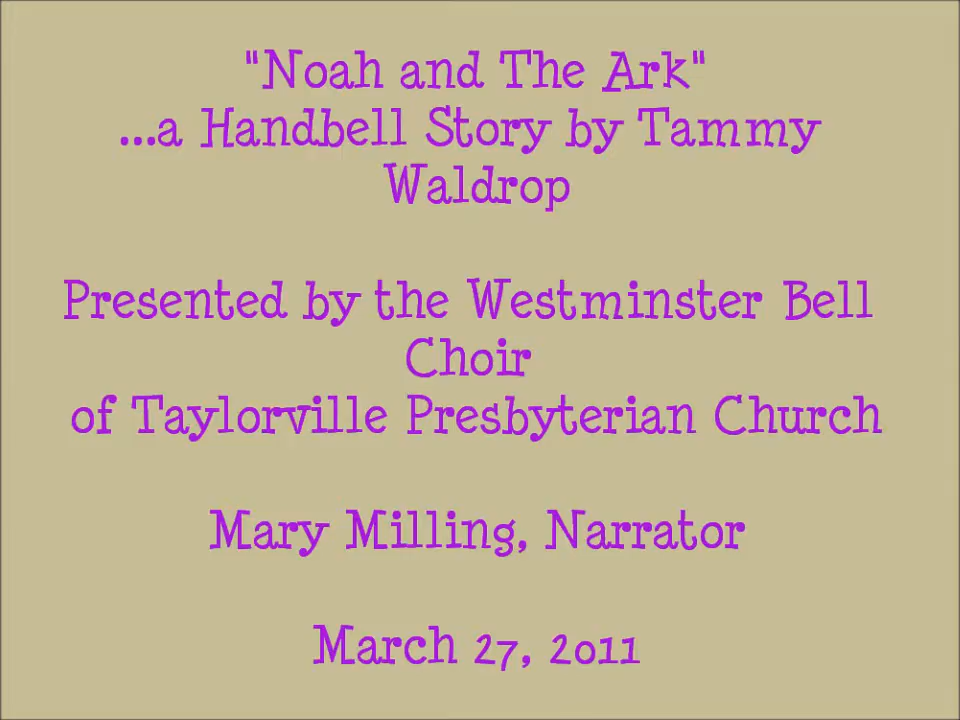 "Noah and The Ark"
...a Handbell Story by Tammy
Waldrop
Presented by the Westminster Bell
Choir
of Taylorville Presbyterian Church
Mary Milling, Narrator
March 27, 2011